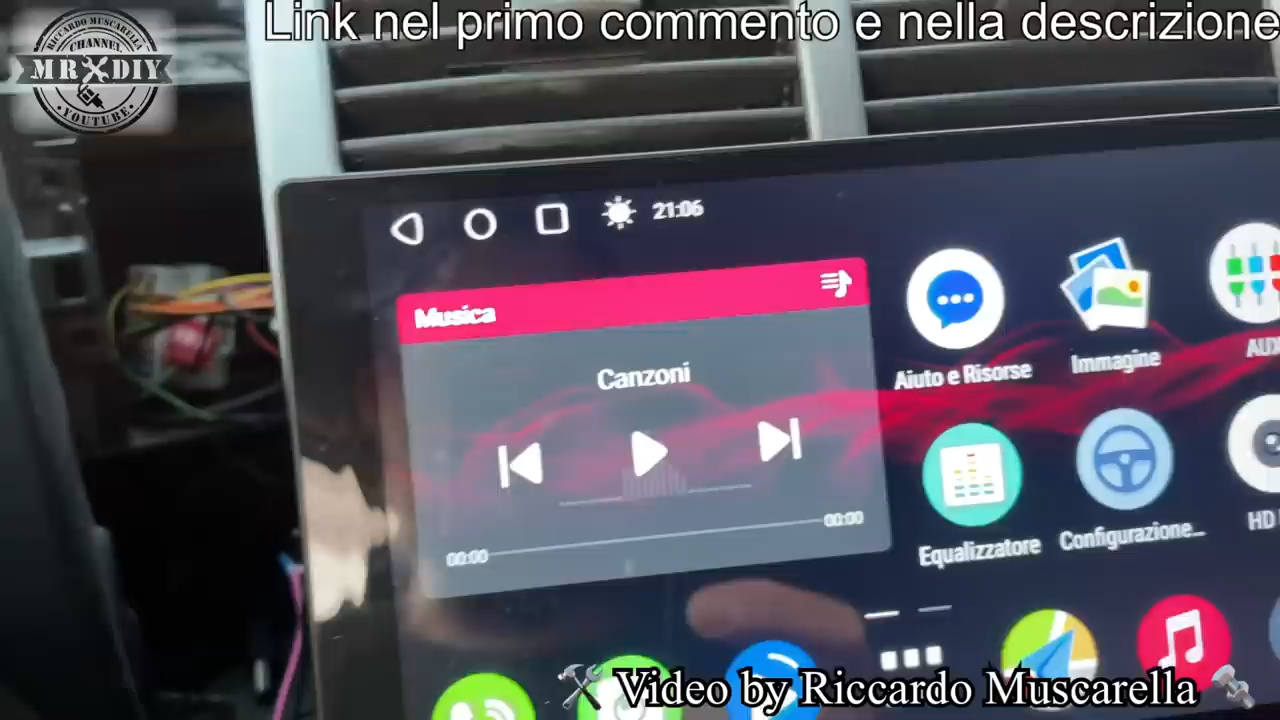 Link nel primo commento e nella descrizione
RICCARDO MUSCARELLA
CHANNEL
MR DIY
YOUTUBE
21:06
Musica
Canzoni
00:00
00:00
Aiuto e Risorse
Immagine
Equalizzatore
Configurazione...
HD
Video by Riccardo Muscarella